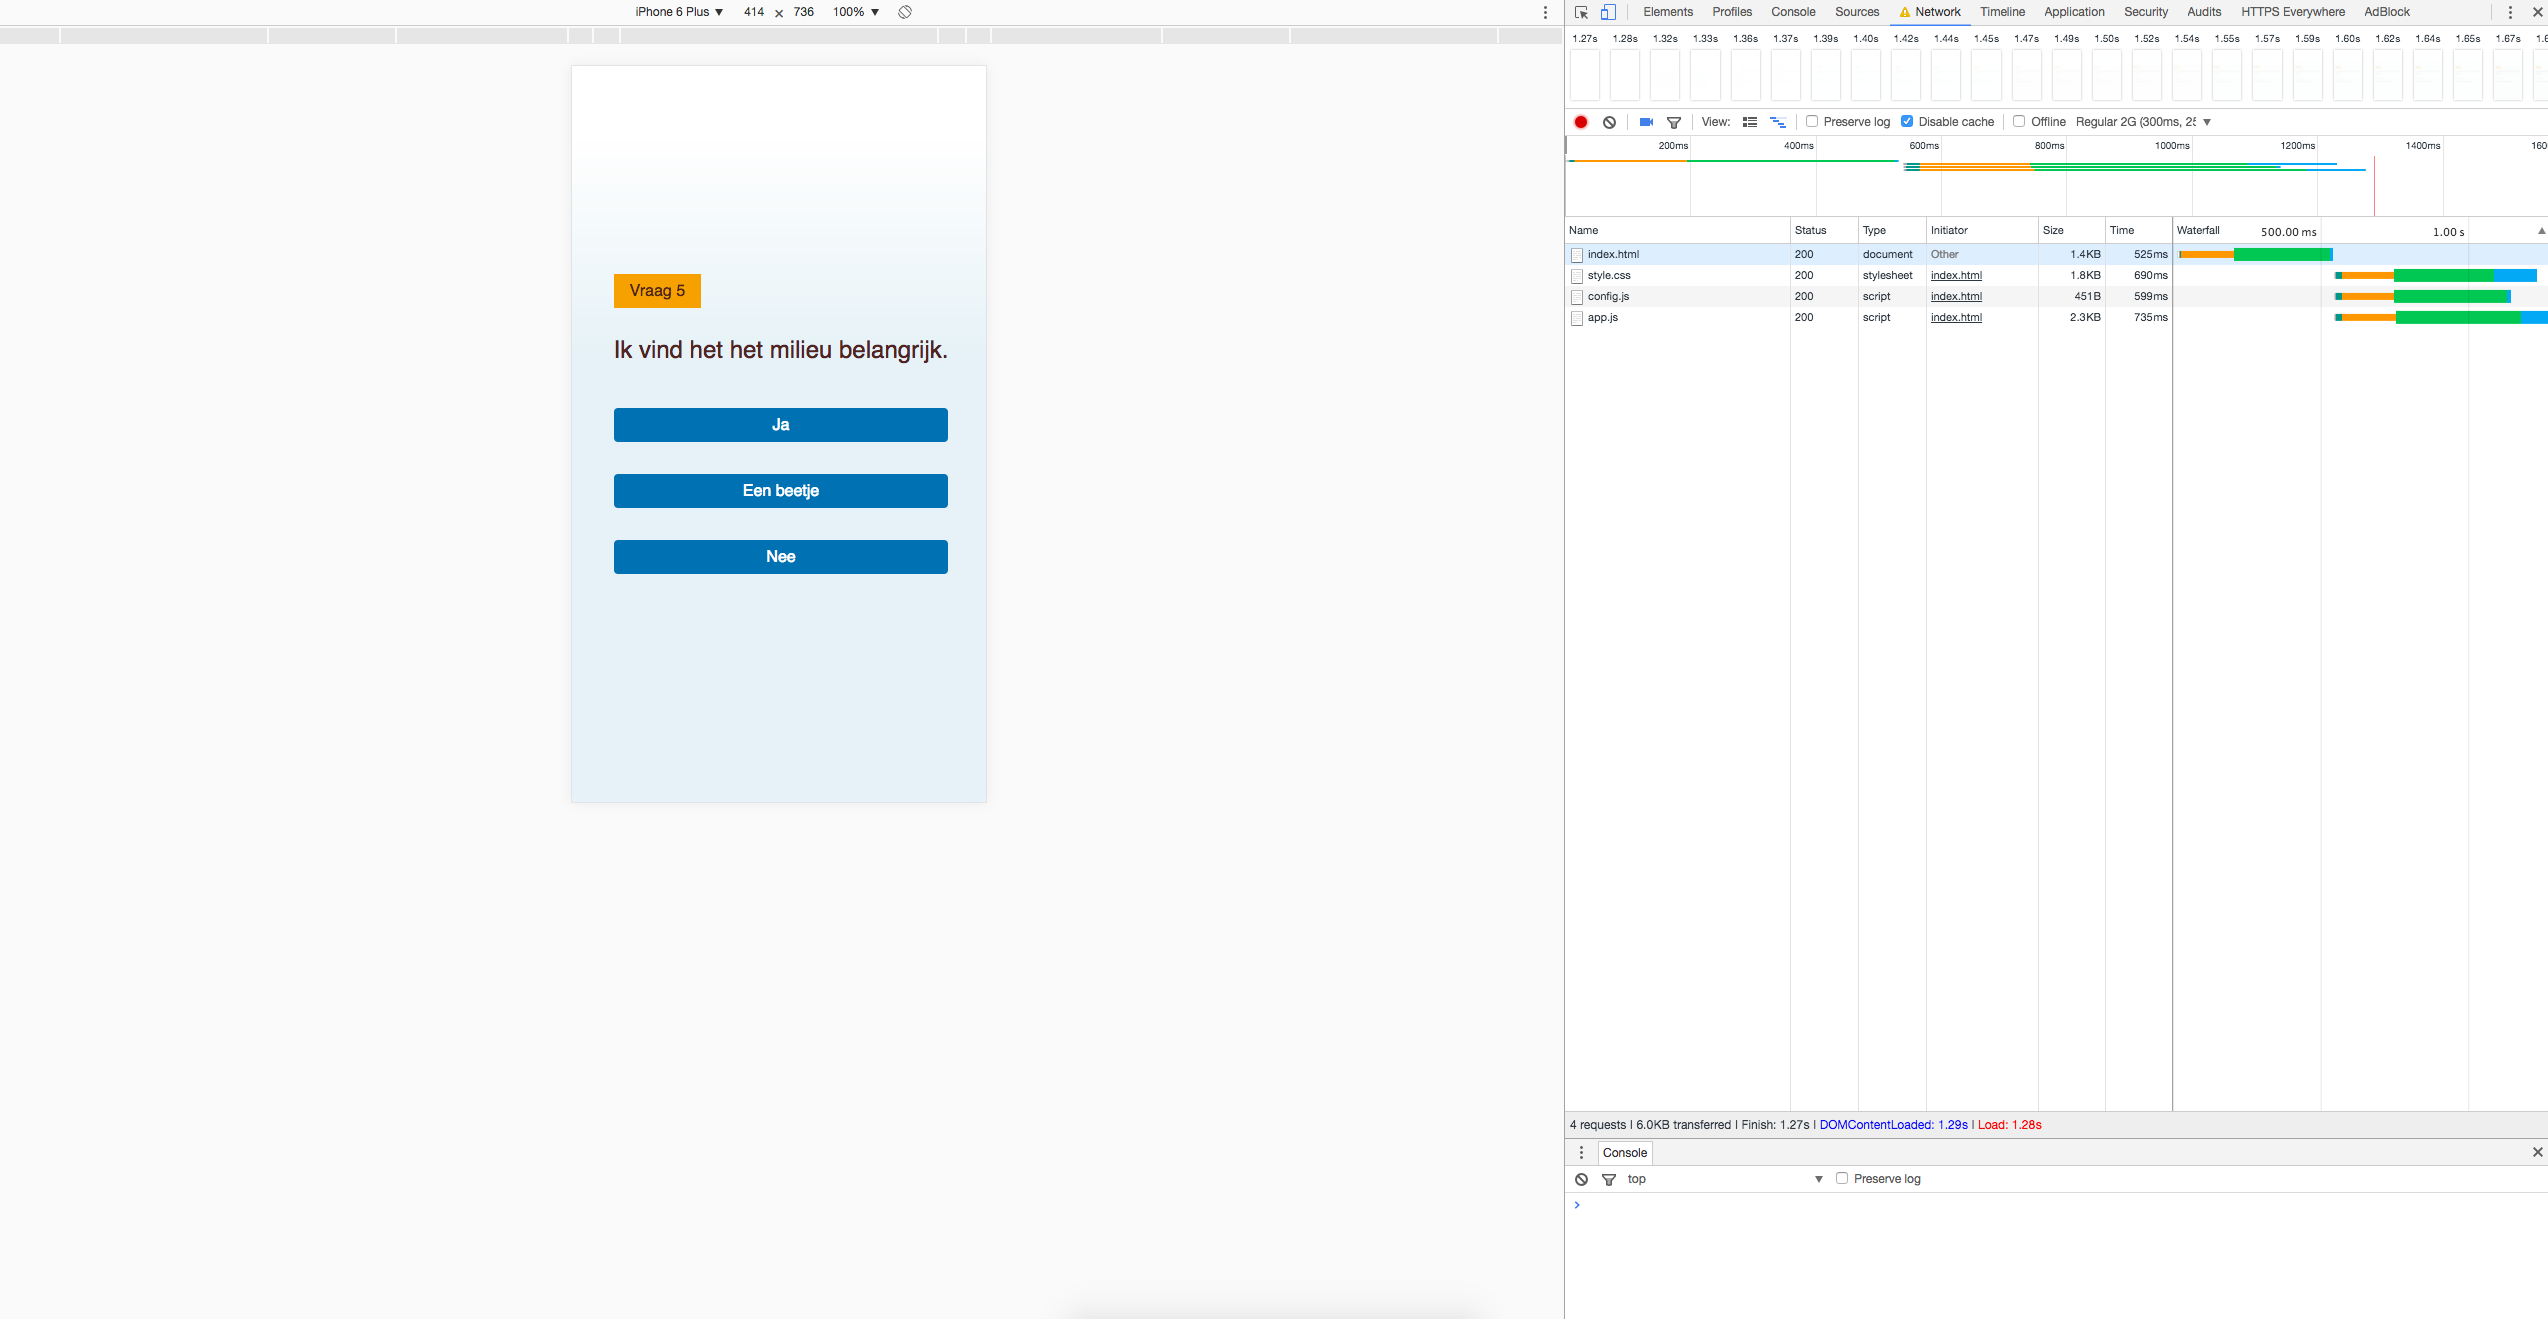 iPhone 6 Plus ▼ 414 × 736 100% ▼
Elements Profiles Console Sources Network Timeline Application Security Audits HTTPS Everywhere AdBlock
1.27s 1.28s 1.32s 1.33s 1.36s 1.37s 1.39s 1.40s 1.42s 1.44s 1.45s 1.47s 1.49s 1.50s 1.52s 1.54s 1.55s 1.57s 1.59s 1.60s 1.62s 1.64s 1.65s 1.67s
View: Preserve log Disable cache Offline Regular 2G (300ms, 25 ▼
200ms 400ms 600ms 800ms 1000ms 1200ms 1400ms 160
Name Status Type Initiator Size Time Waterfall 500.00 ms 1.00 s
index.html 200 document Other 1.4KB 525ms
style.css 200 stylesheet index.html 1.8KB 690ms
config.js 200 script index.html 451B 599ms
app.js 200 script index.html 2.3KB 735ms
Vraag 5
Ik vind het het milieu belangrijk.
Ja
Een beetje
Nee
4 requests | 6.0KB transferred | Finish: 1.27s | DOMContentLoaded: 1.29s | Load: 1.28s
Console
top ▼ Preserve log